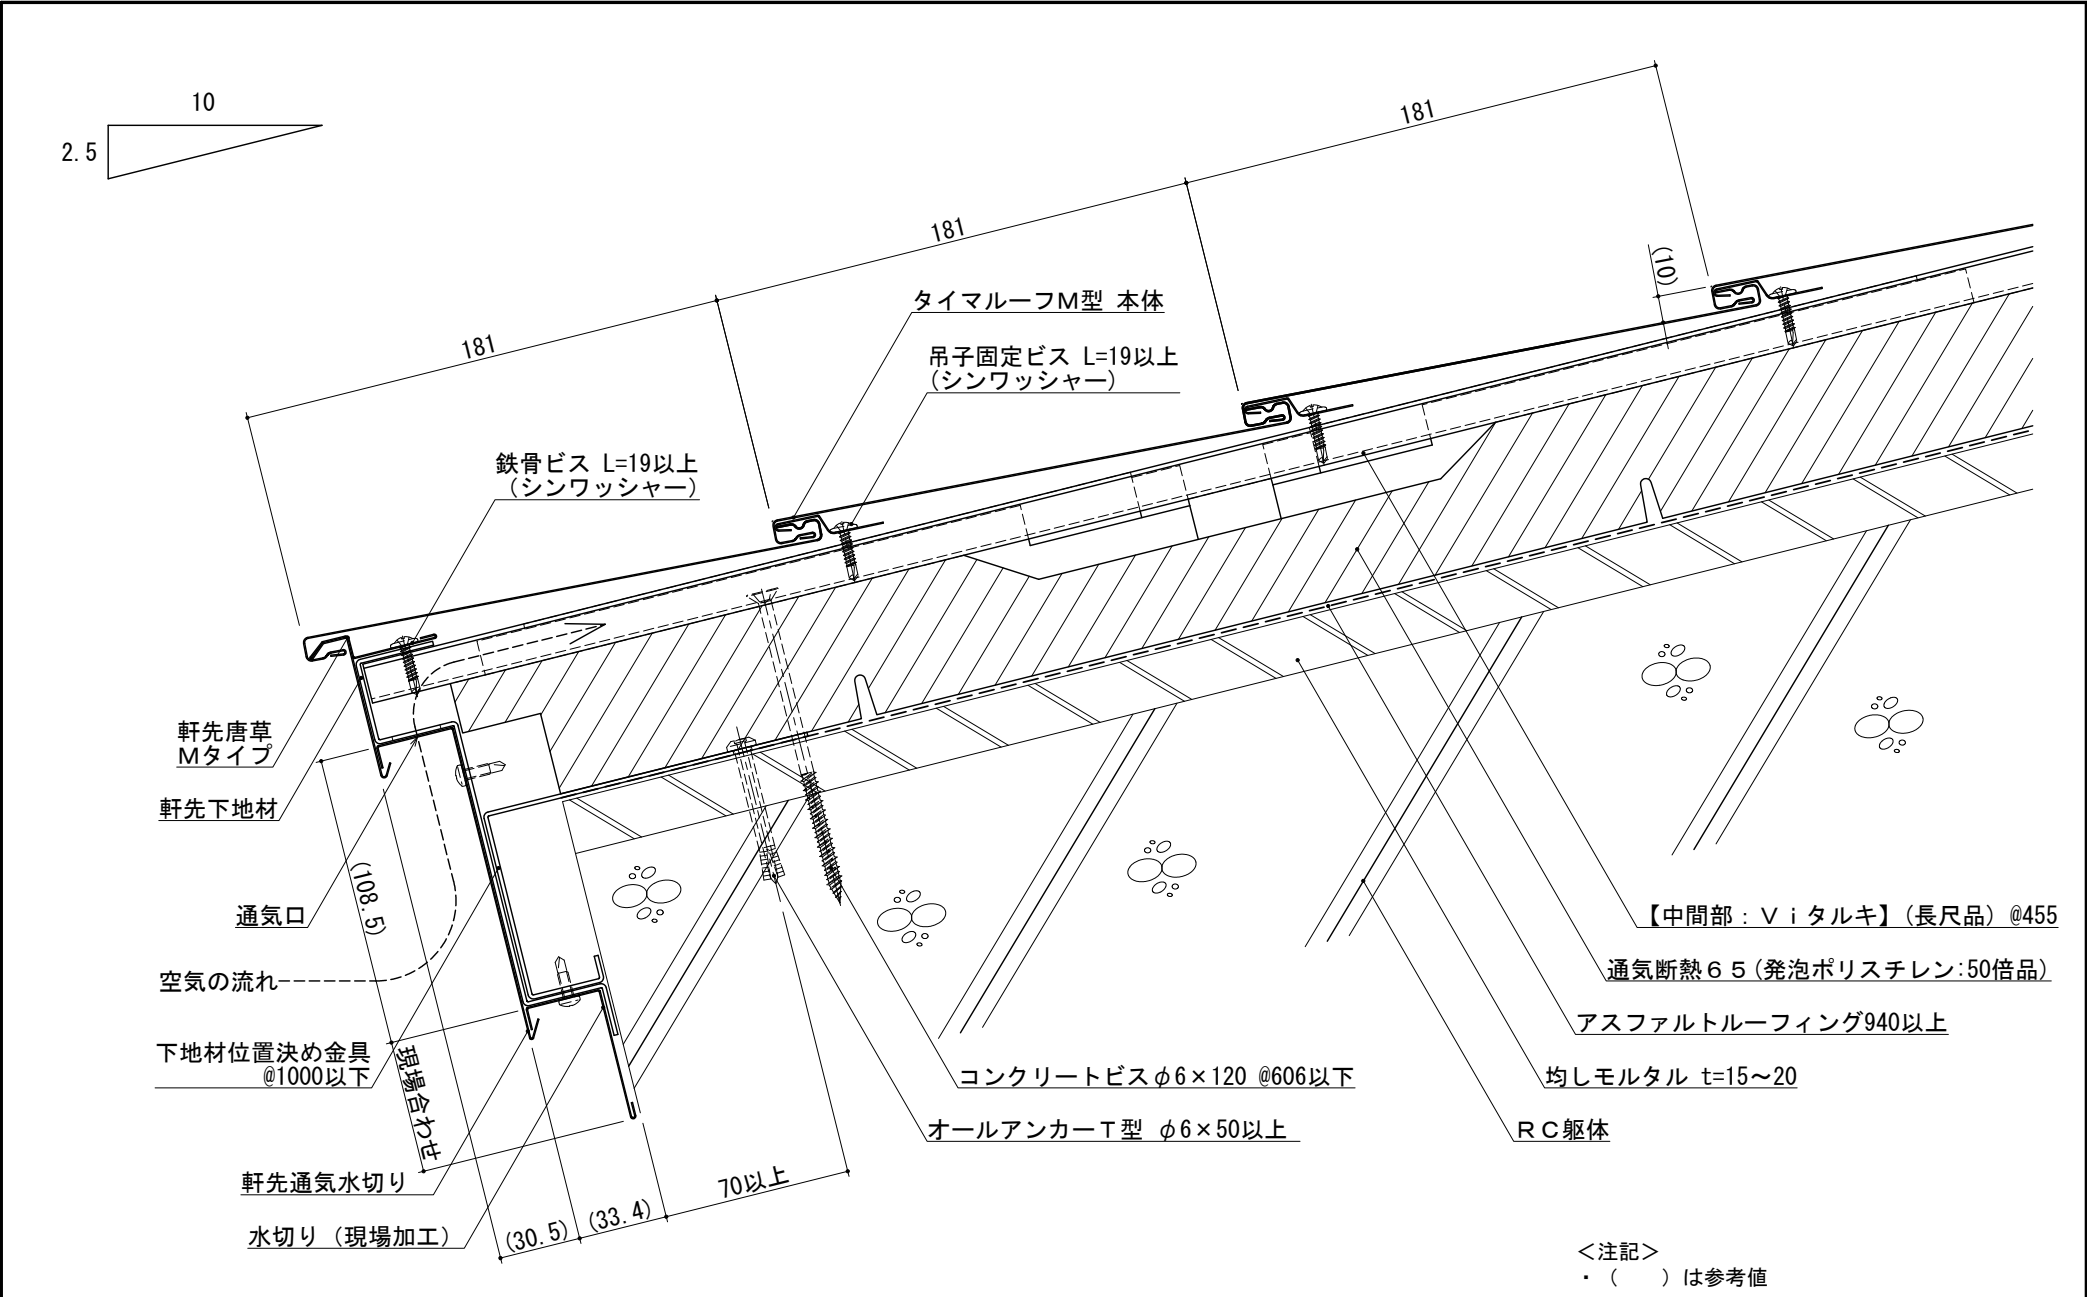 10
2.5
181
181
181
(10)
タイマルーフM型 本体
吊子固定ビス L=19以上
(シンワッシャー)
鉄骨ビス L=19以上
(シンワッシャー)
軒先唐草
Mタイプ
軒先下地材
通気口
空気の流れ
(108.5)
下地材位置決め金具
@1000以下
現場合わせ
軒先通気水切り
水切り（現場加工）
(30.5)
(33.4)
70以上
【中間部：Ｖｉタルキ】(長尺品) @455
通気断熱６５(発泡ポリスチレン:50倍品)
アスファルトルーフィング940以上
コンクリートビスφ6×120 @606以下
均しモルタル t=15～20
オールアンカーＴ型 φ6×50以上
ＲＣ躯体
＜注記＞
・（　　）は参考値